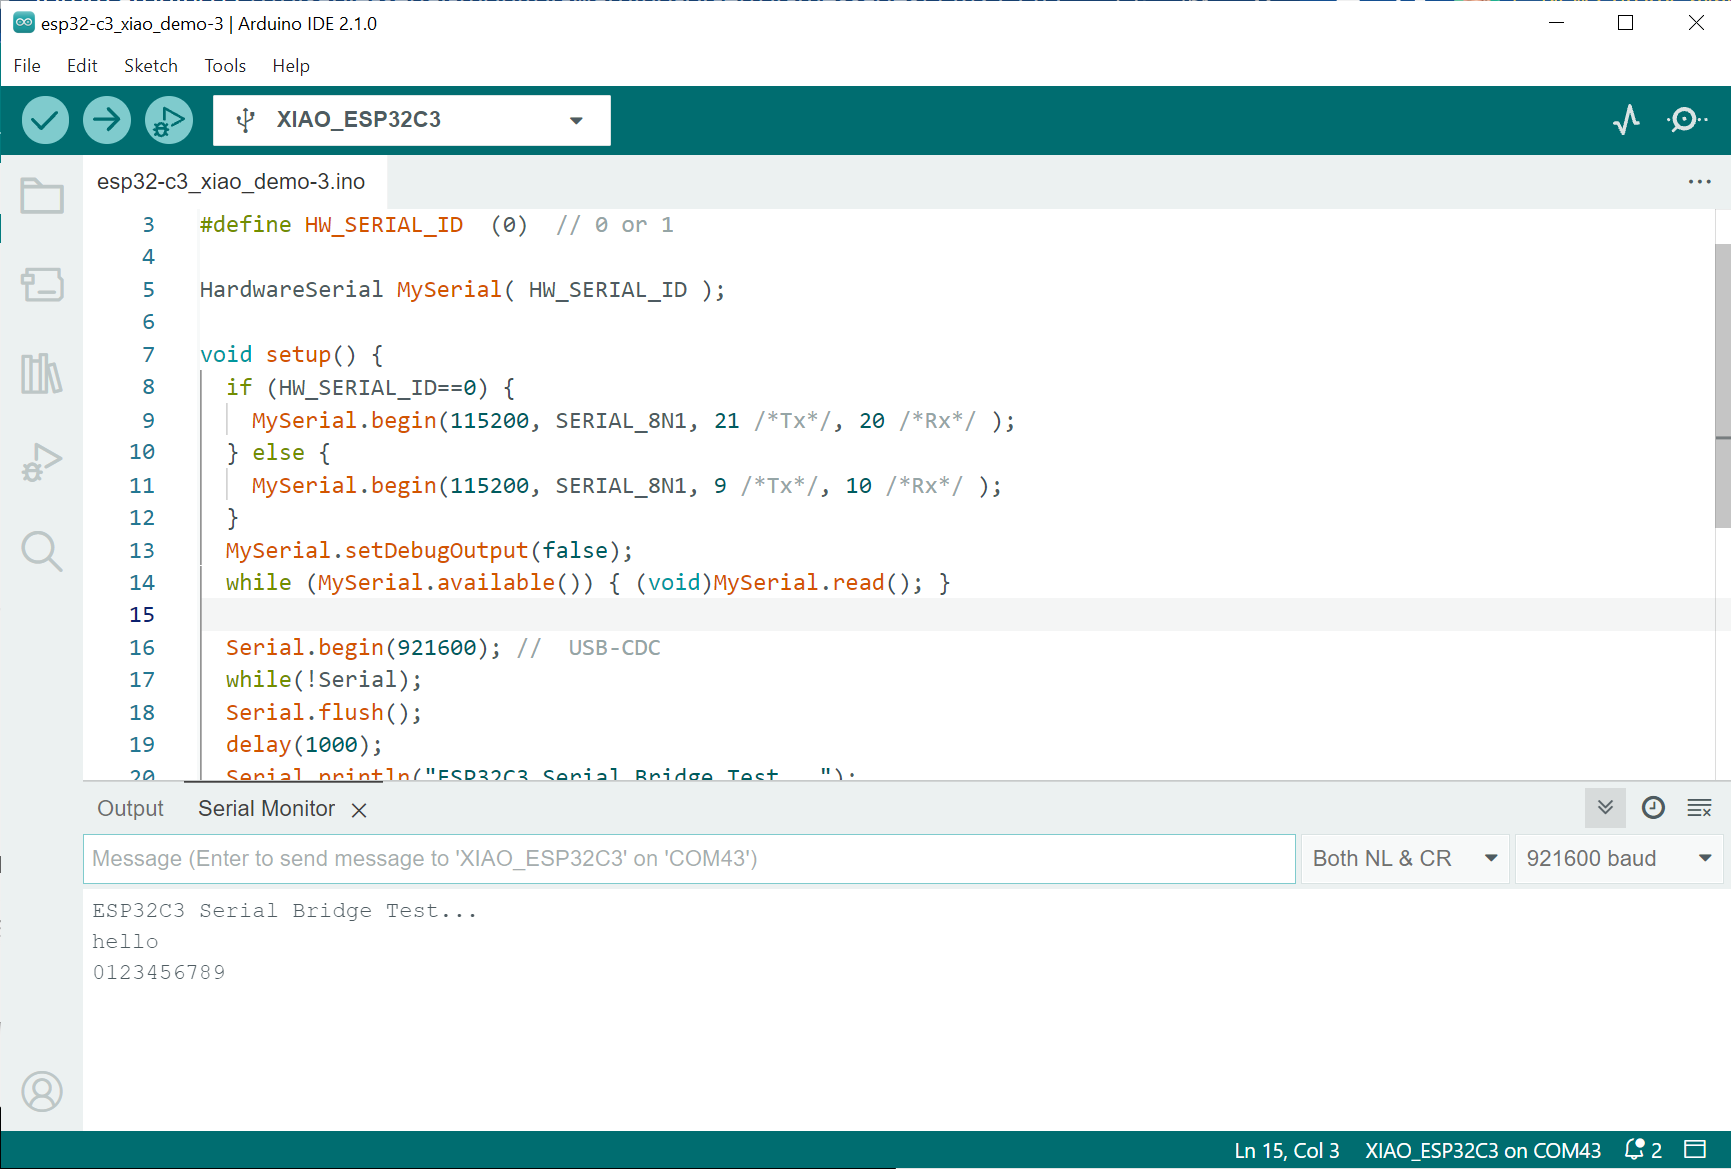 esp32-c3_xiao_demo-3 | Arduino IDE 2.1.0
File Edit Sketch Tools Help
XIAO_ESP32C3
esp32-c3_xiao_demo-3.ino
3 #define HW_SERIAL_ID  (0)  // 0 or 1
4
5 HardwareSerial MySerial( HW_SERIAL_ID );
6
7 void setup() {
8   if (HW_SERIAL_ID==0) {
9     MySerial.begin(115200, SERIAL_8N1, 21 /*Tx*/, 20 /*Rx*/ );
10   } else {
11     MySerial.begin(115200, SERIAL_8N1, 9 /*Tx*/, 10 /*Rx*/ );
12   }
13   MySerial.setDebugOutput(false);
14   while (MySerial.available()) { (void)MySerial.read(); }
15
16   Serial.begin(921600); //  USB-CDC
17   while(!Serial);
18   Serial.flush();
19   delay(1000);
20   Serial.println("ESP32C3 Serial Bridge Test...");
Output Serial Monitor
Message (Enter to send message to 'XIAO_ESP32C3' on 'COM43') Both NL & CR 921600 baud
ESP32C3 Serial Bridge Test...
hello
0123456789
Ln 15, Col 3 XIAO_ESP32C3 on COM43 2